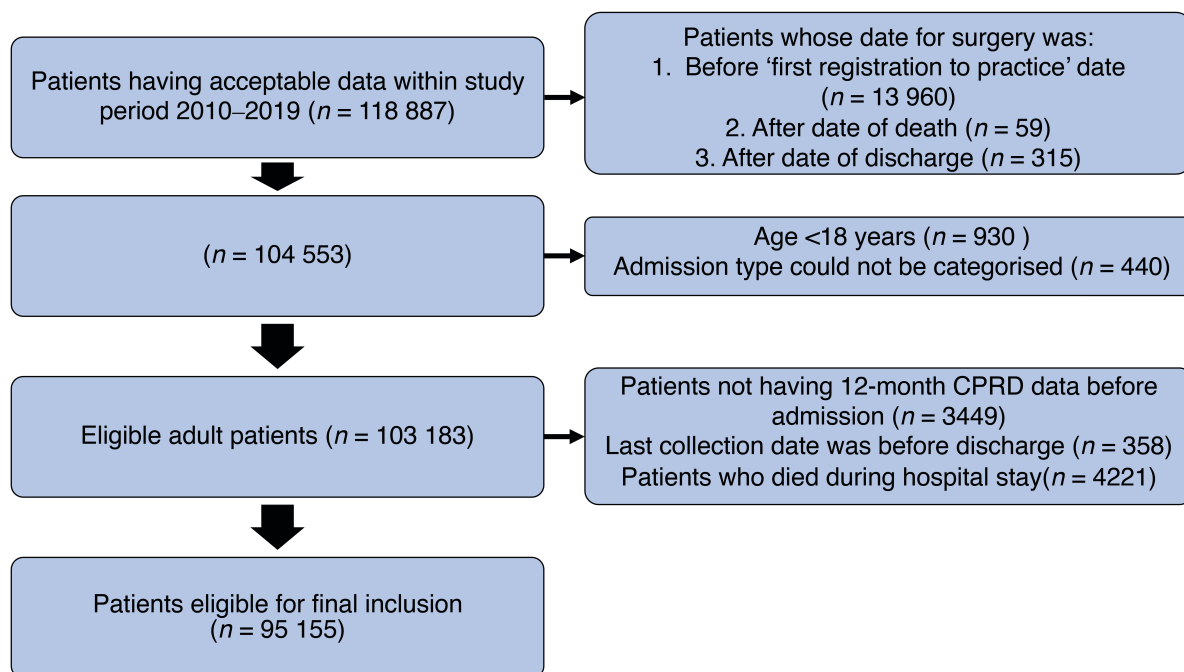 Patients having acceptable data within study
period 2010–2019 (n = 118 887)
Patients whose date for surgery was:
1. Before ‘first registration to practice’ date
(n = 13 960)
2. After date of death (n = 59)
3. After date of discharge (n = 315)
(n = 104 553)
Age <18 years (n = 930 )
Admission type could not be categorised (n = 440)
Eligible adult patients (n = 103 183)
Patients not having 12-month CPRD data before
admission (n = 3449)
Last collection date was before discharge (n = 358)
Patients who died during hospital stay(n = 4221)
Patients eligible for final inclusion
(n = 95 155)